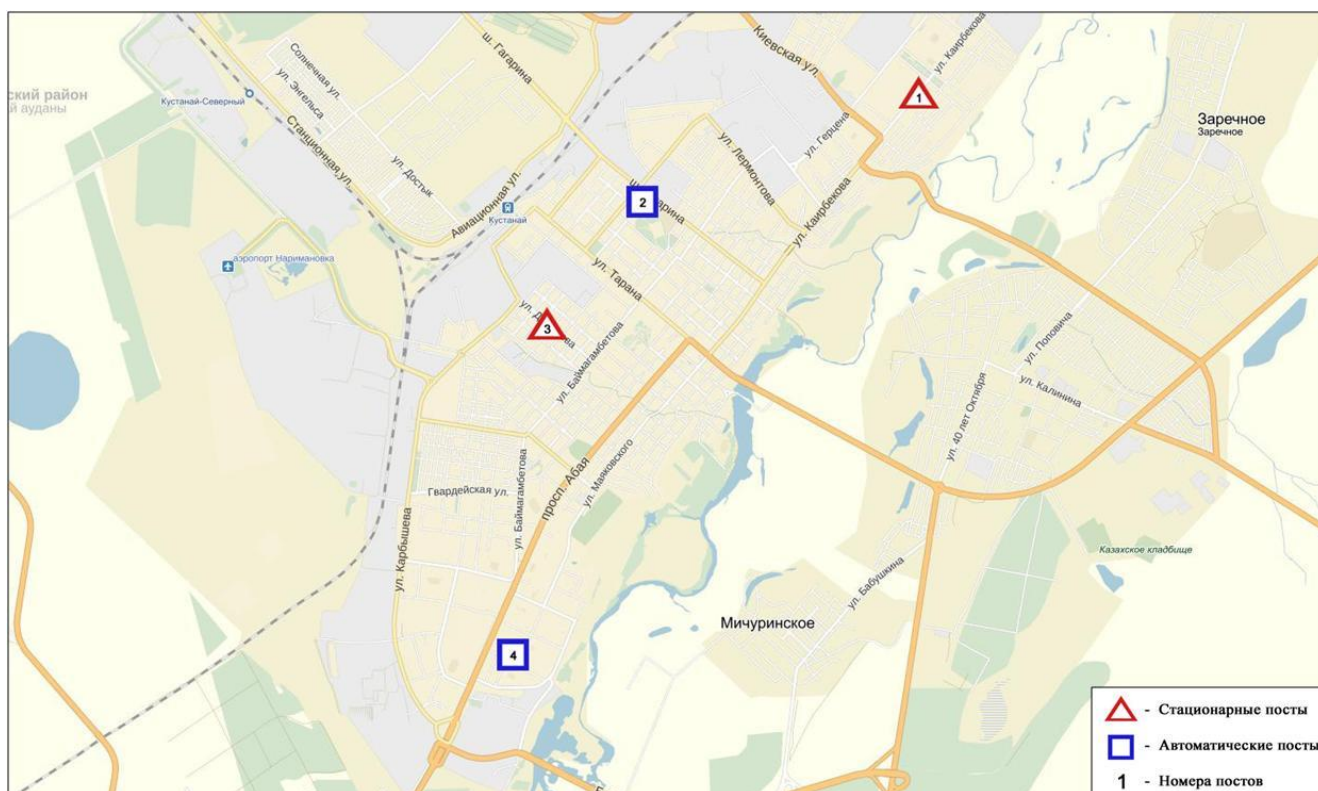 ский район
й ауданы
Кустанай-Северный
Солнечная ул.
ул. Энгельса
Станционная ул.
ул. Достык
ш. Гагарина
Авиационная ул.
Кустанай
аэропорт Наримановка
Киевская ул.
ул. Каирбекова
1
ул. Герцена
ул. Лермонтова
2
ул. Каирбекова
Заречное
Заречное
ул. Тарана
3
ул. Баймагамбетова
ул. Поповича
ул. Калинина
ул. 40 лет Октября
просп. Абая
ул. Маяковского
Гвардейская ул.
ул. Баймагамбетова
ул. Карбышева
Казахское кладбище
ул. Бабушкина
Мичуринское
4
- Стационарные посты
- Автоматические посты
1 - Номера постов